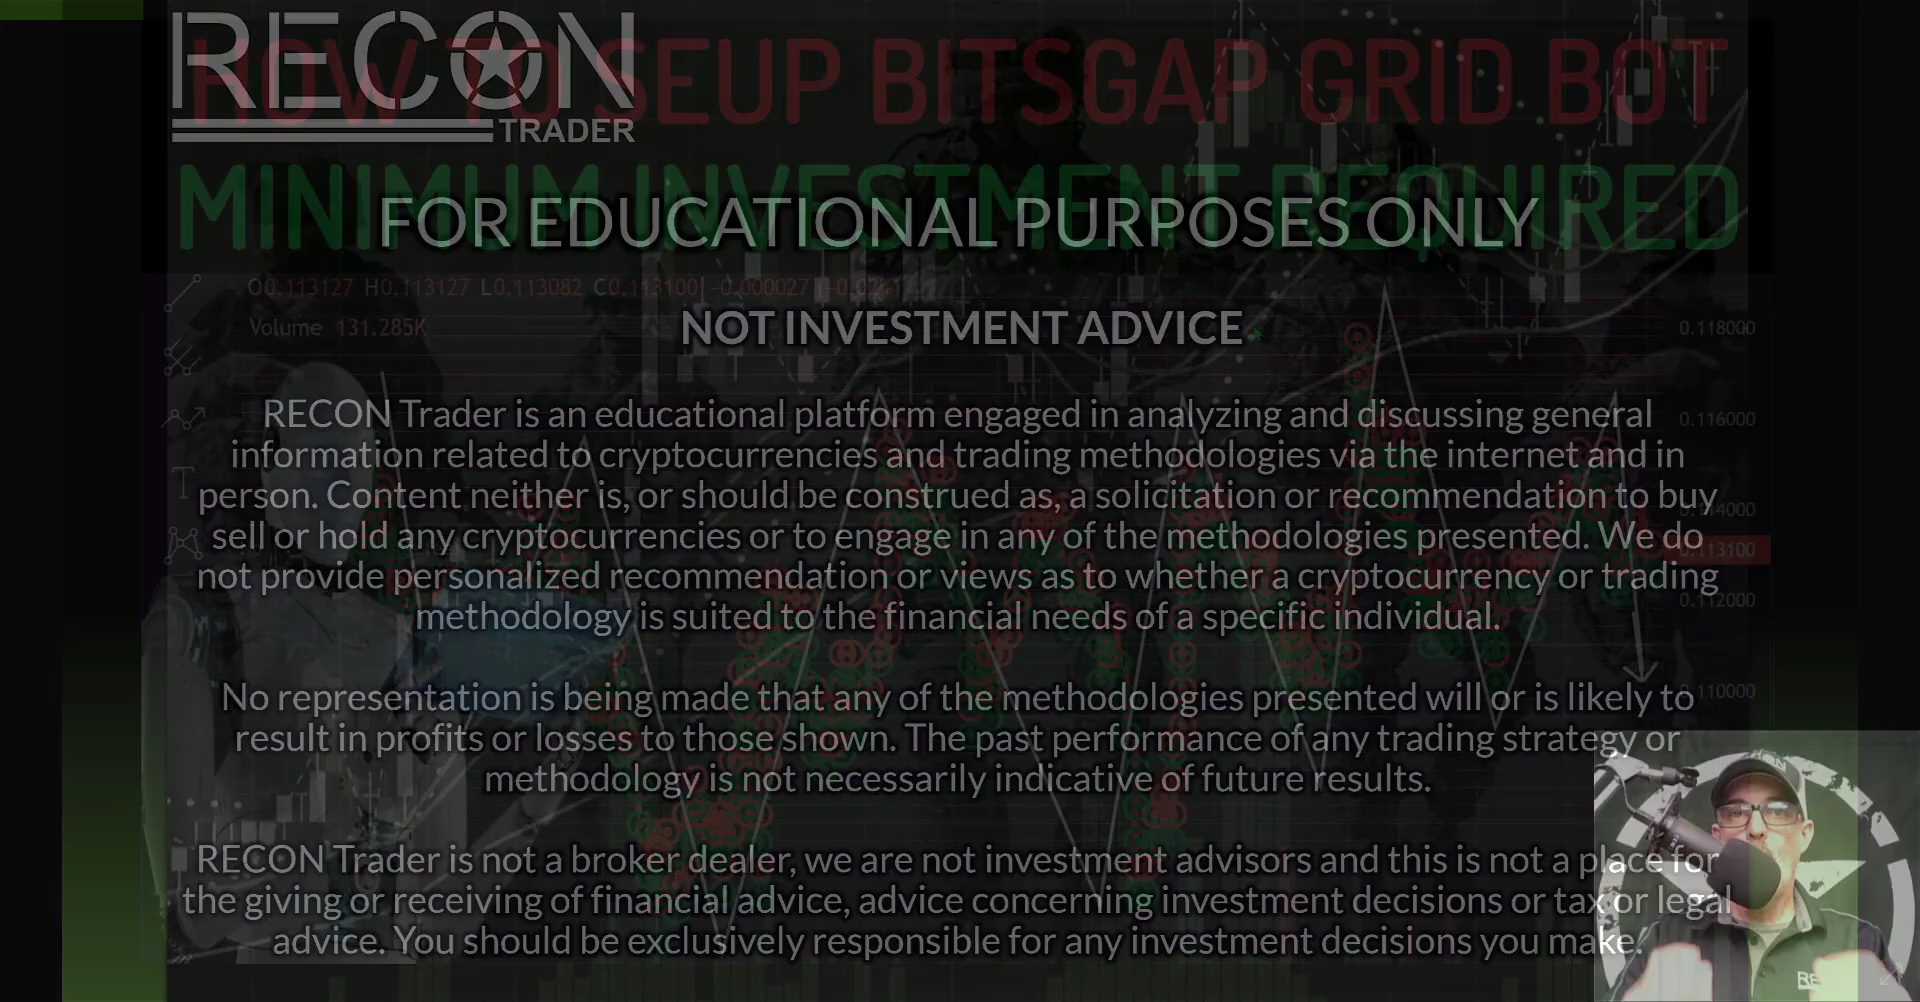 RECON
TRADER
HOW TO SEUP BITSGAP GRID BOT
MINIMUM INVESTMENT REQUIRED
FOR EDUCATIONAL PURPOSES ONLY
O0.113127 H0.113127 L0.113082 C0.113100 -0.000027
Volume 131.285K
NOT INVESTMENT ADVICE
0.118000
RECON Trader is an educational platform engaged in analyzing and discussing general
0.116000
information related to cryptocurrencies and trading methodologies via the internet and in
person. Content neither is, or should be construed as, a solicitation or recommendation to buy
0.114000
sell or hold any cryptocurrencies or to engage in any of the methodologies presented. We do
0.113100
not provide personalized recommendation or views as to whether a cryptocurrency or trading
0.112000
methodology is suited to the financial needs of a specific individual.
No representation is being made that any of the methodologies presented will or is likely to
0.110000
result in profits or losses to those shown. The past performance of any trading strategy or
methodology is not necessarily indicative of future results.
RECON Trader is not a broker dealer, we are not investment advisors and this is not a place for
the giving or receiving of financial advice, advice concerning investment decisions or tax or legal
advice. You should be exclusively responsible for any investment decisions you make.